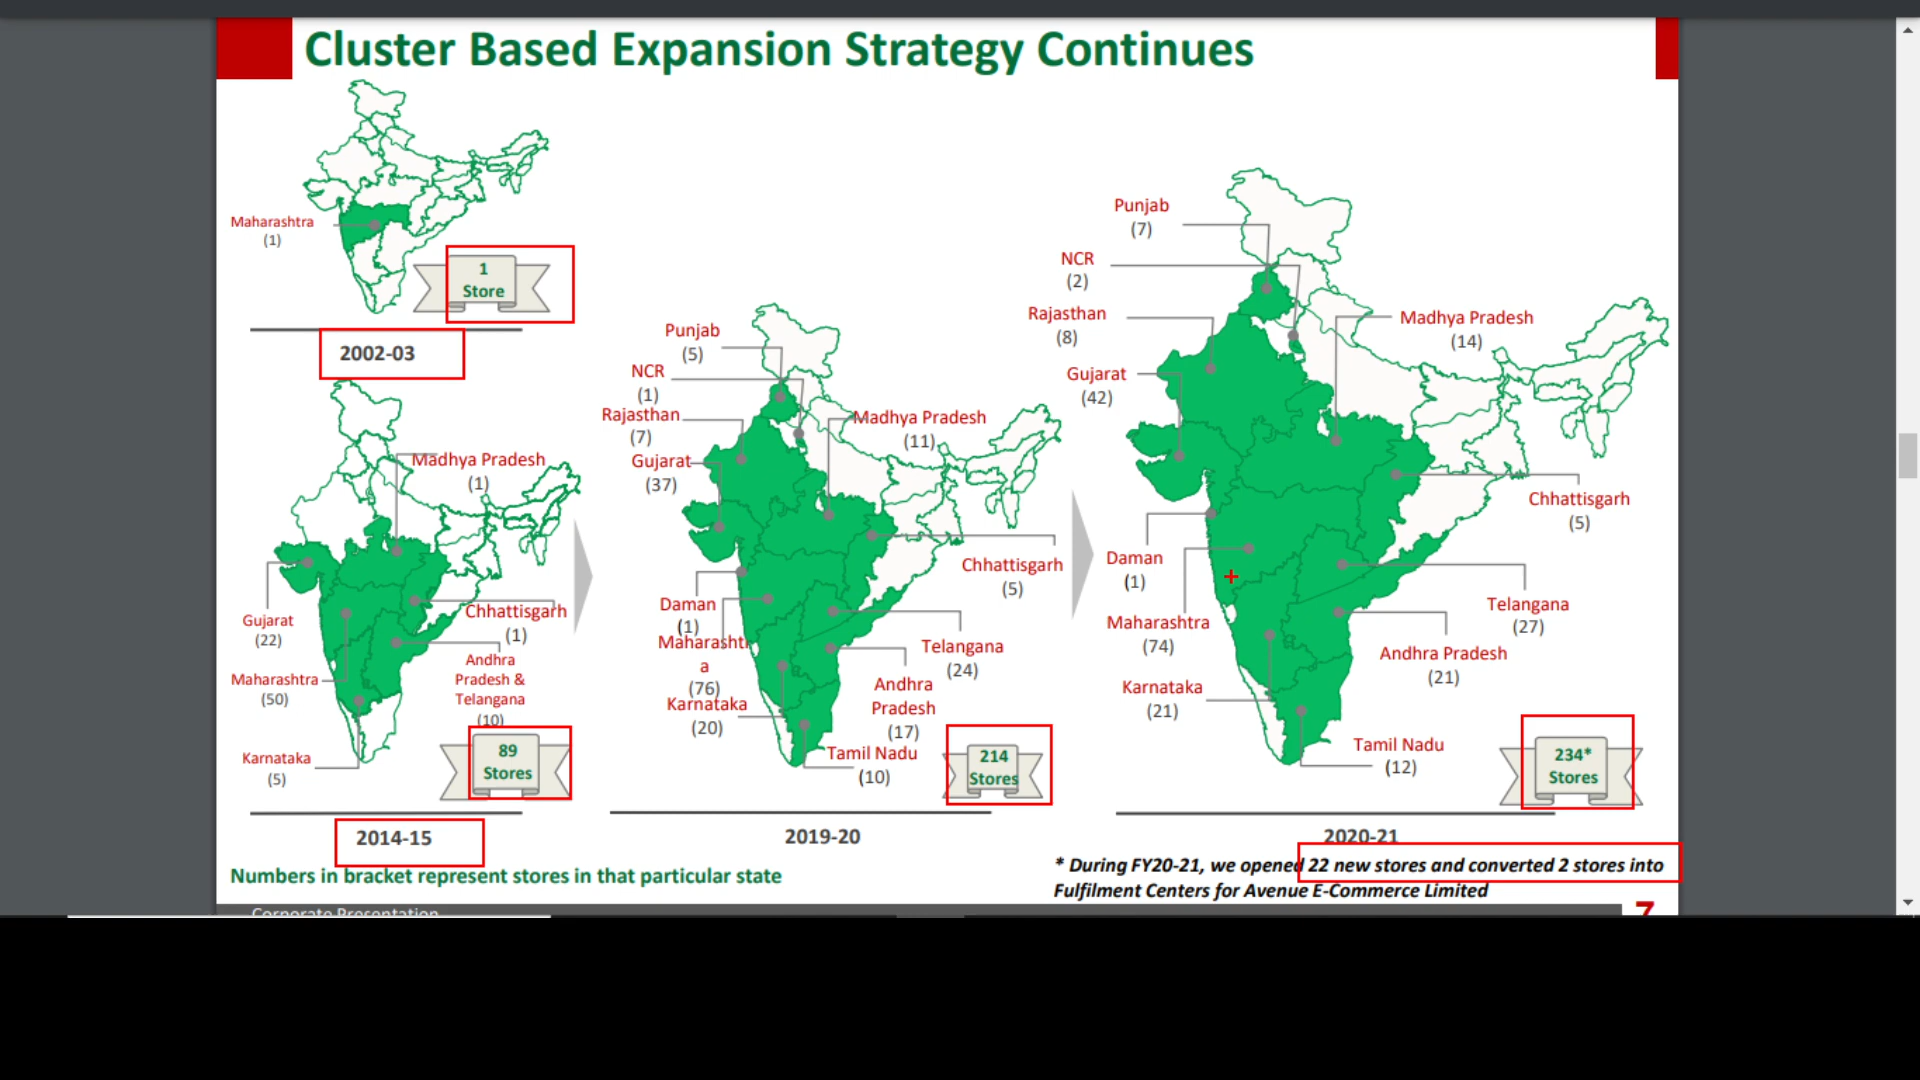 Cluster Based Expansion Strategy Continues
Maharashtra
(1)
1
Store
2002-03
Madhya Pradesh
(1)
Gujarat
(22)
Chhattisgarh
(1)
Maharashtra
(50)
Andhra
Pradesh &
Telangana
(10)
Karnataka
(5)
89
Stores
2014-15
Punjab
(5)
NCR
(1)
Rajasthan
(7)
Gujarat
(37)
Madhya Pradesh
(11)
Chhattisgarh
(5)
Daman
(1)
Maharashtr
a
(76)
Karnataka
(20)
Telangana
(24)
Andhra
Pradesh
(17)
Tamil Nadu
(10)
214
Stores
2019-20
Punjab
(7)
NCR
(2)
Rajasthan
(8)
Gujarat
(42)
Madhya Pradesh
(14)
Chhattisgarh
(5)
Daman
(1)
Maharashtra
(74)
Karnataka
(21)
Telangana
(27)
Andhra Pradesh
(21)
Tamil Nadu
(12)
234*
Stores
2020-21
* During FY20-21, we opened 22 new stores and converted 2 stores into
Fulfilment Centers for Avenue E-Commerce Limited
Numbers in bracket represent stores in that particular state
Corporate Presentation
7